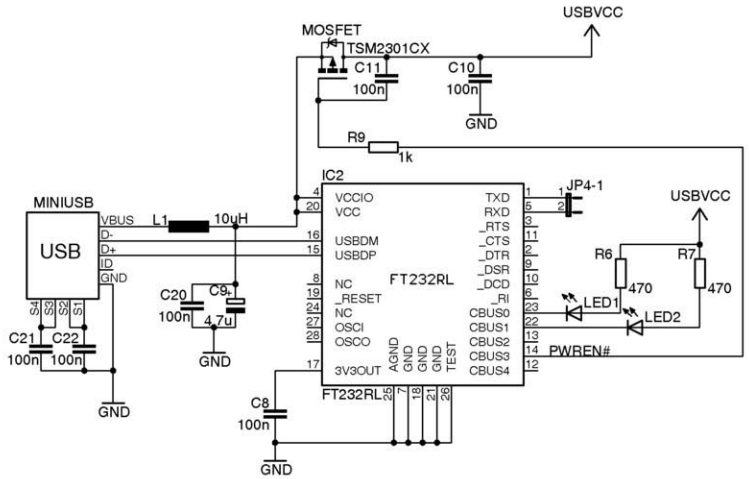 USBVCC
MOSFET
TSM2301CX
C11
100n
C10
100n
GND
R9
1k
IC2
MINIUSB
USB
VBUS
D-
D+
ID
GND
S4
S3
S2
S1
L1
10uH
C20
100n
C9
+
4.7u
GND
C21
100n
C22
100n
GND
C8
100n
GND
4 VCCIO
20 VCC
16 USBDM
15 USBDP
8 NC
19 _RESET
24 NC
27 OSCI
28 OSCO
17 3V3OUT
FT232RL
TXD 1
RXD 5
_RTS 3
_CTS 11
_DTR 2
_DSR 9
_DCD 10
_RI 6
CBUS0 23
CBUS1 22
CBUS2 13
CBUS3 14
CBUS4 12
AGND 25
GND 7
GND 18
GND 21
TEST 26
FT232RL
1
2
JP4-1
USBVCC
R6
470
R7
470
LED1
LED2
PWREN#